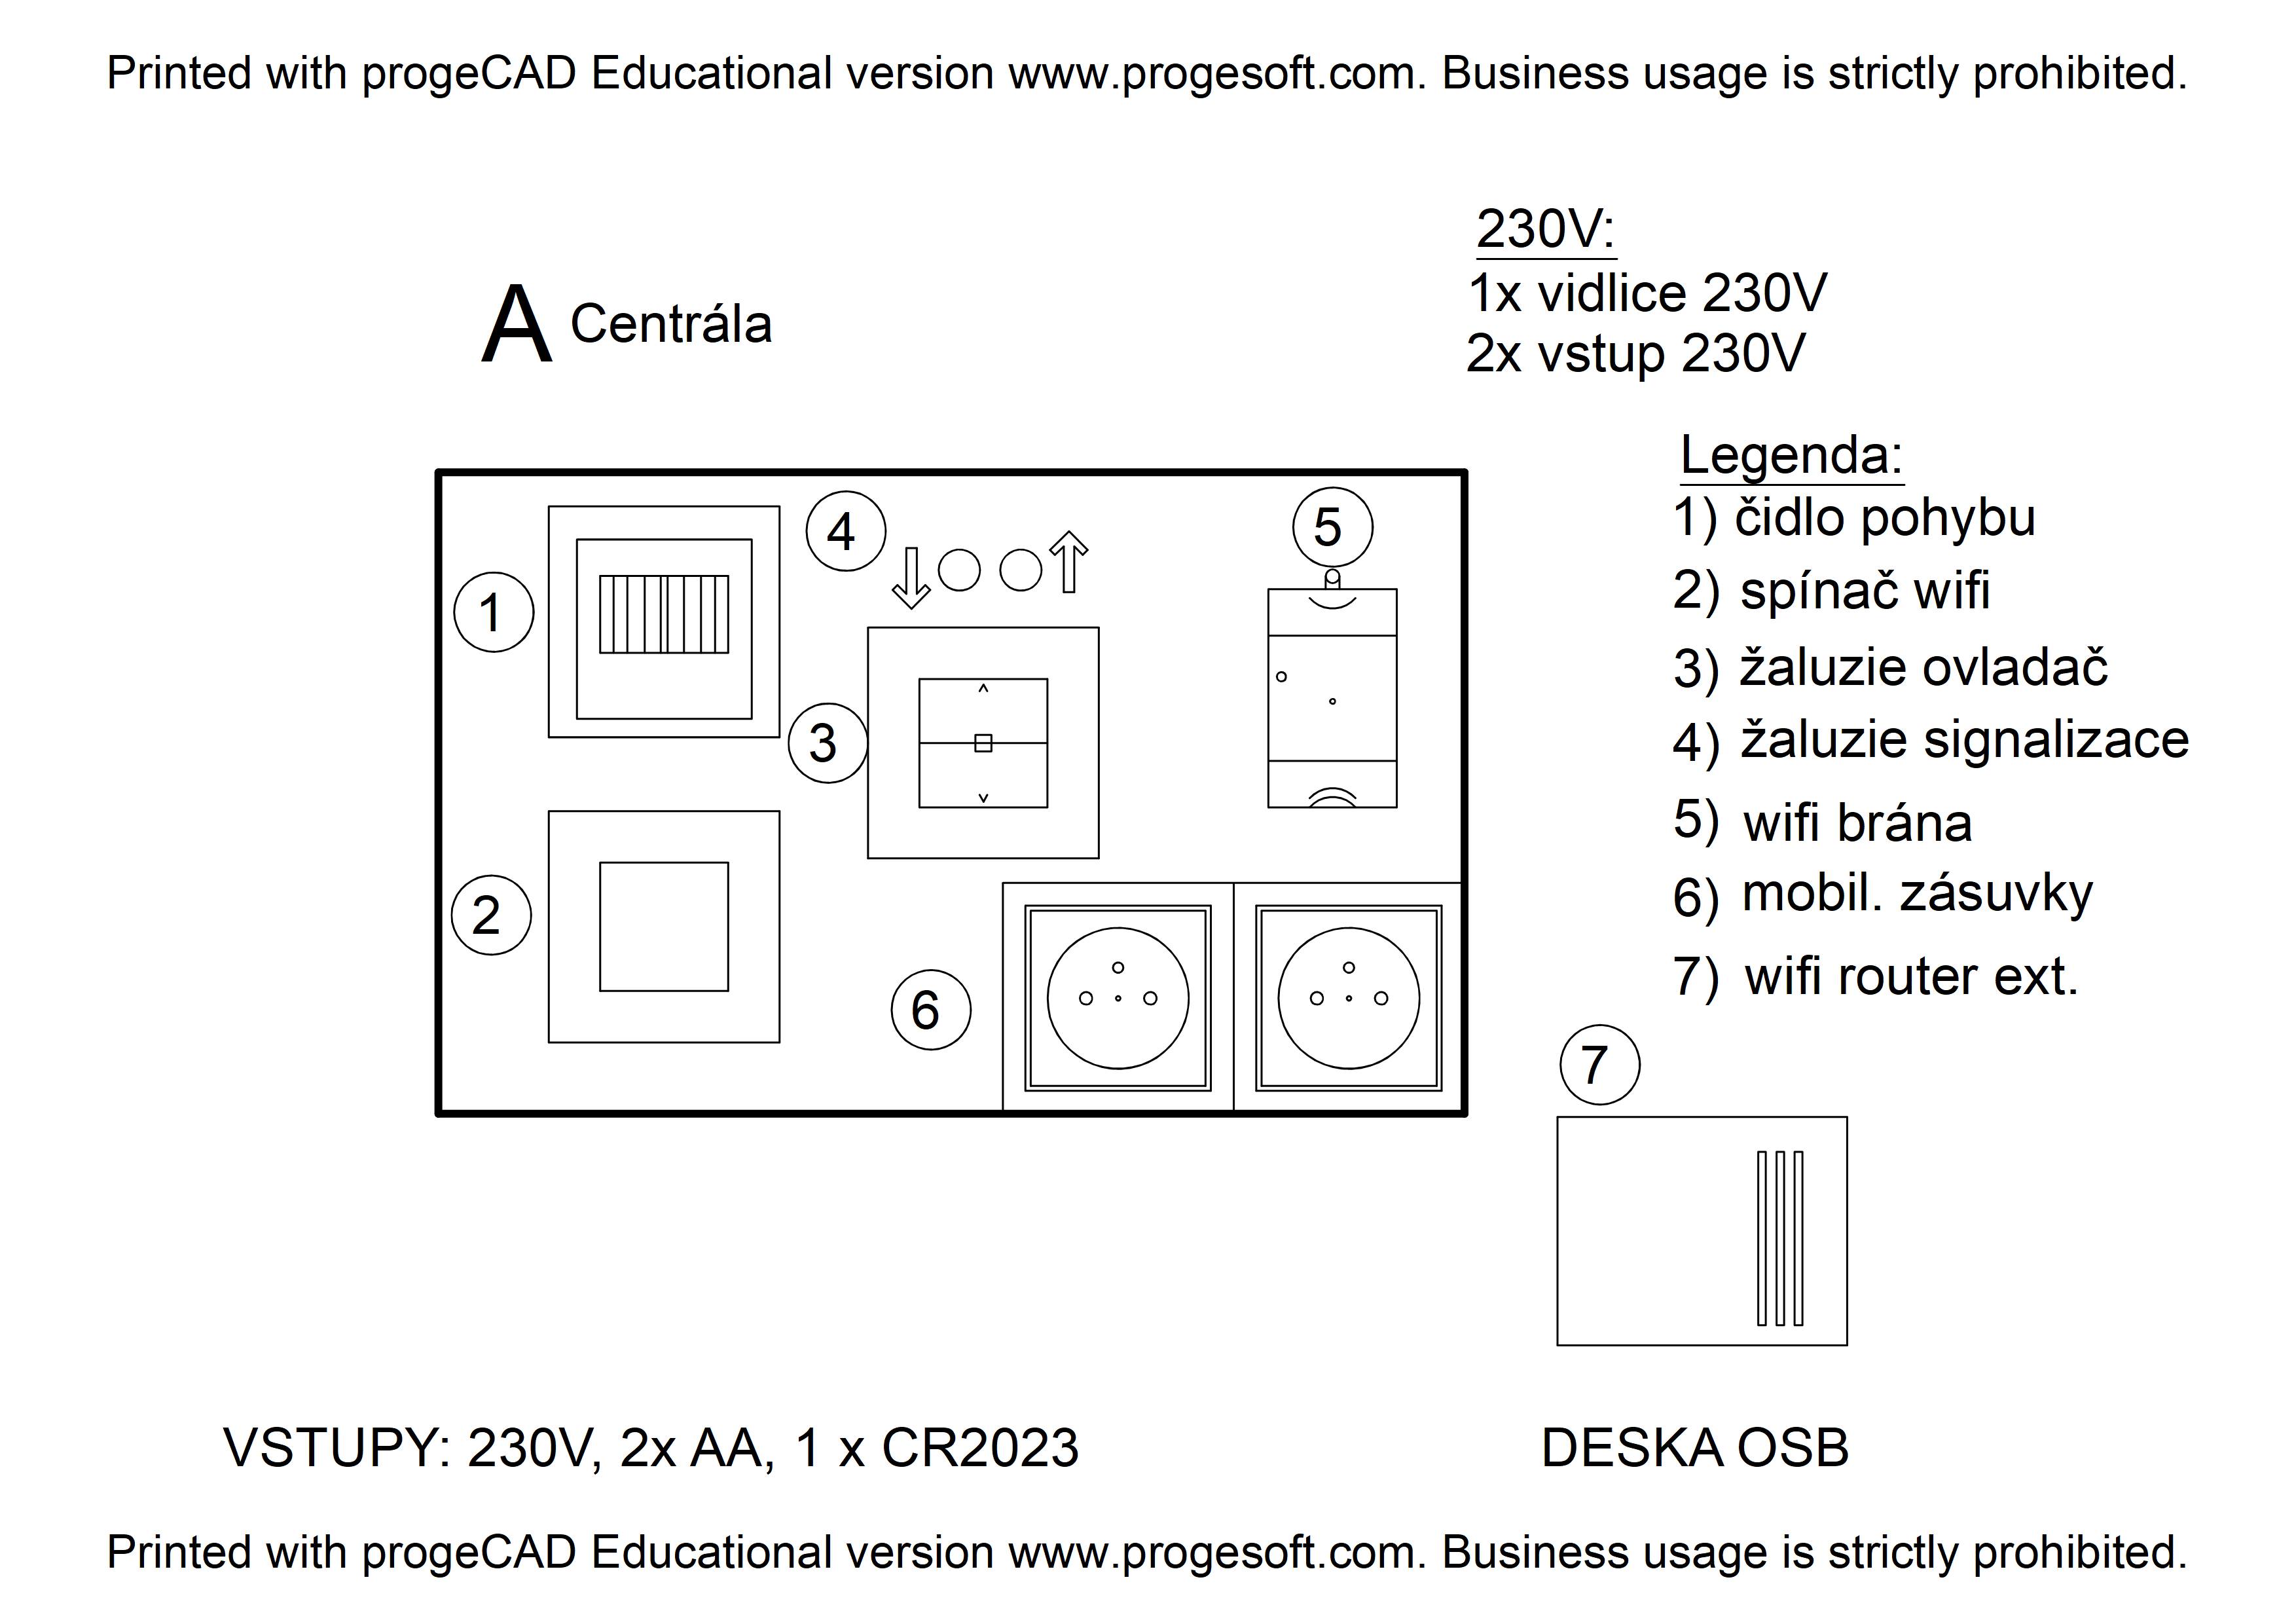 Printed with progeCAD Educational version www.progesoft.com. Business usage is strictly prohibited.
230V:
1x vidlice 230V
2x vstup 230V
A Centrála
Legenda:
1) čidlo pohybu
2) spínač wifi
3) žaluzie ovladač
4) žaluzie signalizace
5) wifi brána
6) mobil. zásuvky
7) wifi router ext.
4
5
1
3
2
6
7
VSTUPY: 230V, 2x AA, 1 x CR2023
DESKA OSB
Printed with progeCAD Educational version www.progesoft.com. Business usage is strictly prohibited.